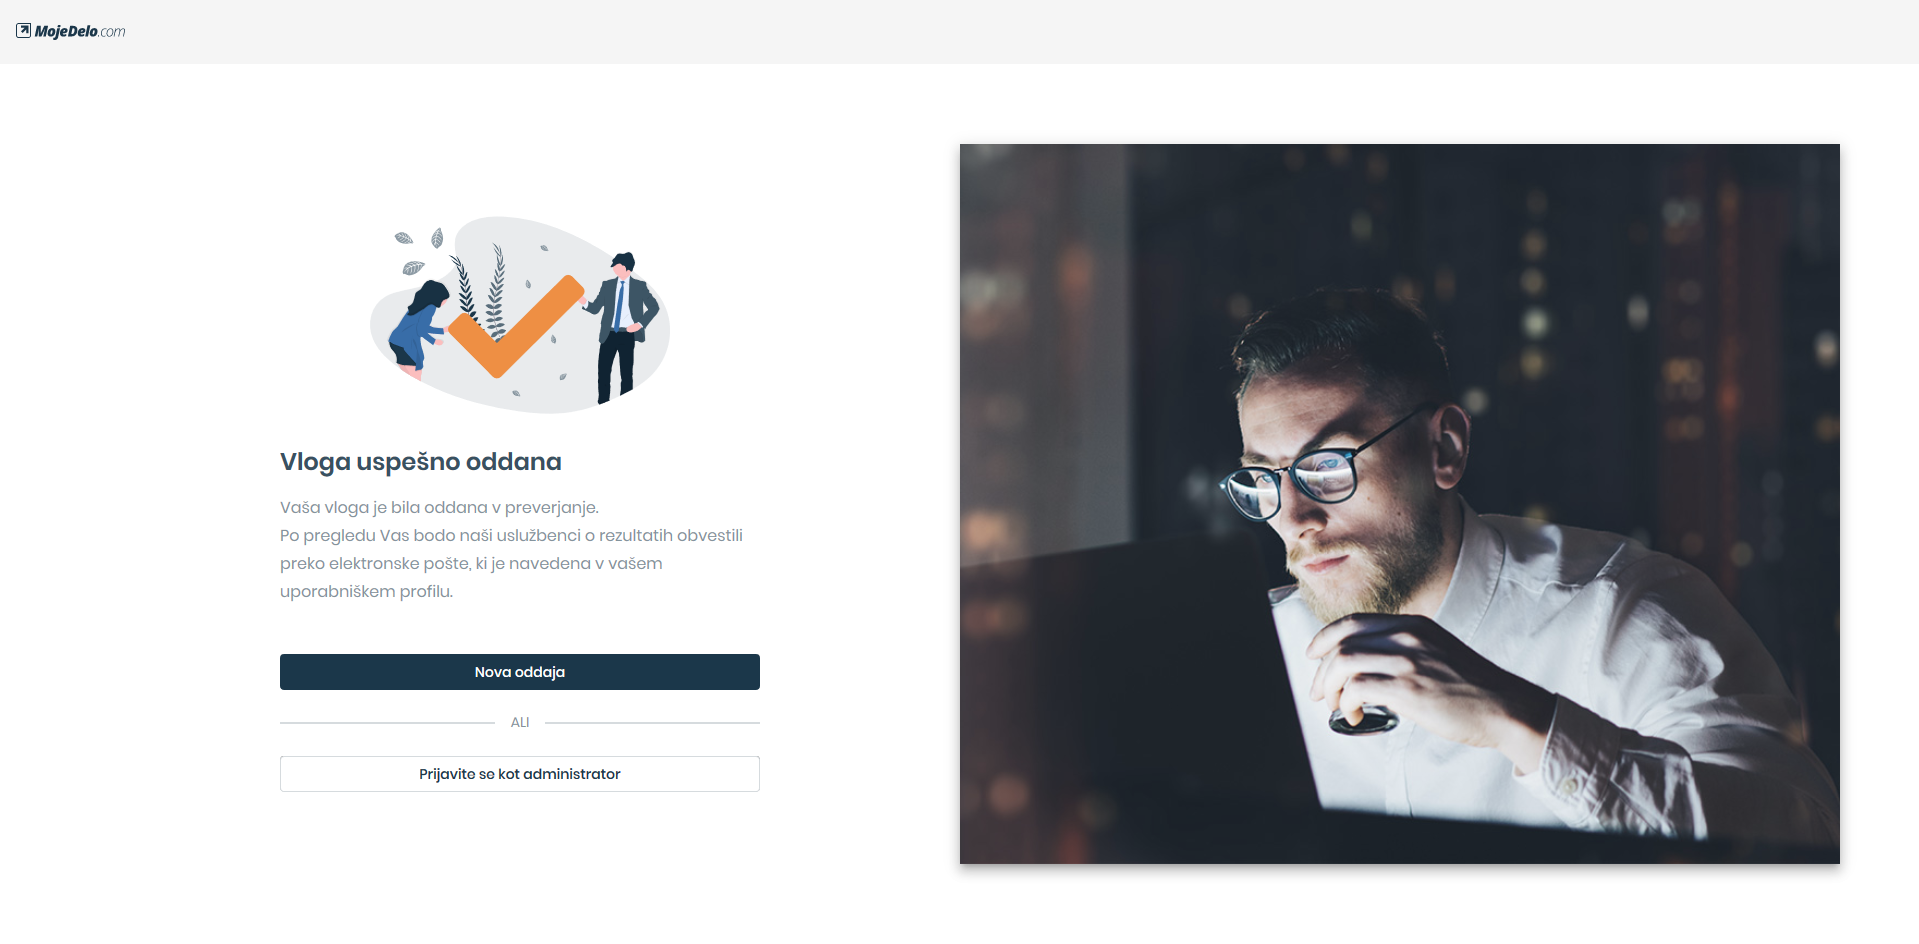 MojeDelo.com
Vloga uspešno oddana
Vaša vloga je bila oddana v preverjanje.
Po pregledu Vas bodo naši uslužbenci o rezultatih obvestili
preko elektronske pošte, ki je navedena v vašem
uporabniškem profilu.
Nova oddaja
ALI
Prijavite se kot administrator